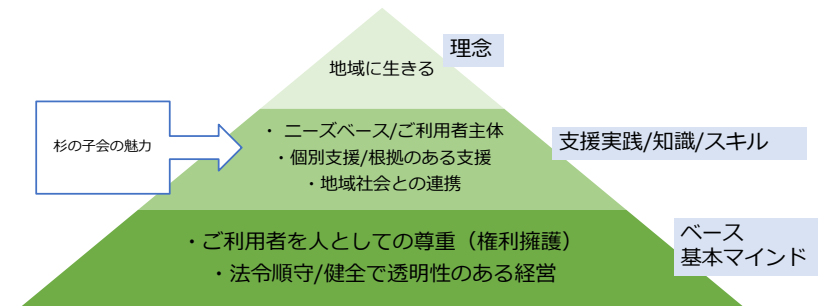 理念
地域に生きる
杉の子会の魅力
・ ニーズベース/ご利用者主体
・個別支援/根拠のある支援
・地域社会との連携
支援実践/知識/スキル
・ご利用者を人としての尊重（権利擁護）
・法令順守/健全で透明性のある経営
ベース
基本マインド